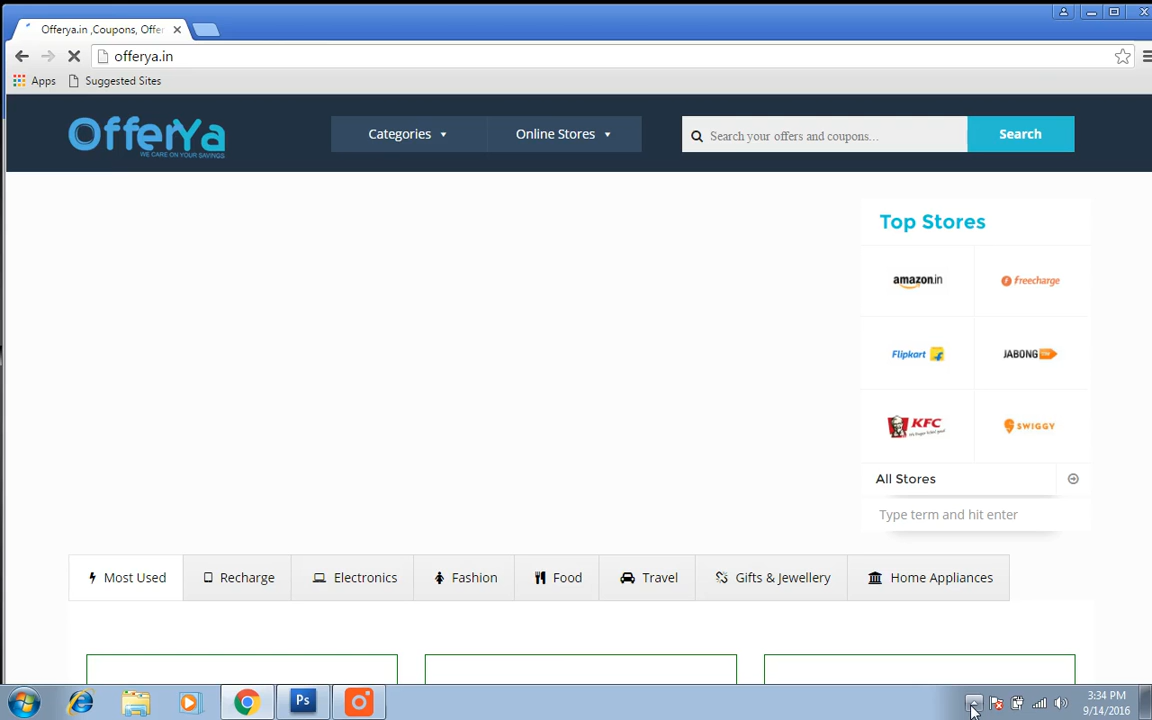 Offerya.in ,Coupons, Offer
offerya.in
Apps
Suggested Sites
OfferYa
WE CARE ON YOUR SAVINGS
Categories
Online Stores
Search your offers and coupons...
Search
Top Stores
amazon.in
freecharge
Flipkart
JABONG
KFC
SWIGGY
All Stores
Type term and hit enter
Most Used
Recharge
Electronics
Fashion
Food
Travel
Gifts & Jewellery
Home Appliances
Ps
3:34 PM
9/14/2016